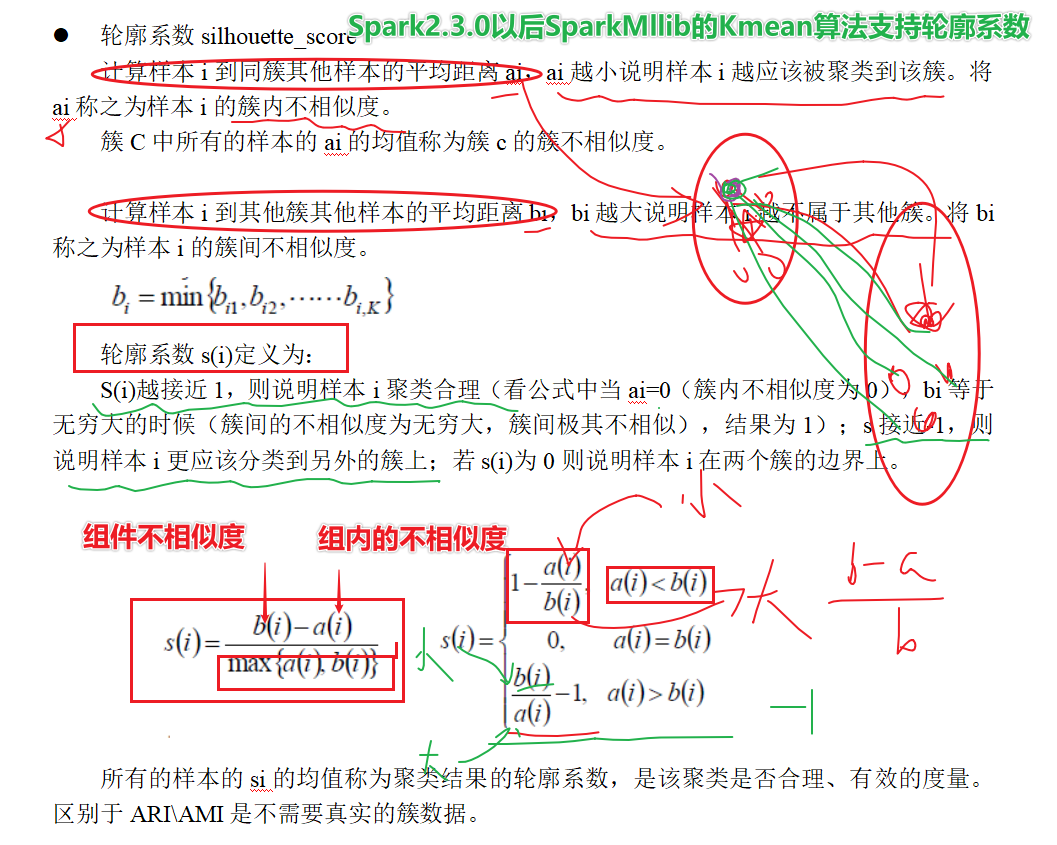 Spark2.3.0以后SparkMllib的Kmean算法支持轮廓系数
● 轮廓系数 silhouette_score
计算样本 i 到同簇其他样本的平均距离 ai，ai 越小说明样本 i 越应该被聚类到该簇。将
ai 称之为样本 i 的簇内不相似度。
簇 C 中所有的样本的 ai 的均值称为簇 c 的簇不相似度。
计算样本 i 到其他簇其他样本的平均距离 bi，bi 越大说明样本 i 越不属于其他簇。将 bi
称之为样本 i 的簇间不相似度。
b_i = min{b_i1, b_i2, ……b_i,K}
轮廓系数 s(i)定义为：
S(i)越接近 1，则说明样本 i 聚类合理（看公式中当 ai=0（簇内不相似度为 0），bi 等于
无穷大的时候（簇间的不相似度为无穷大，簇间极其不相似），结果为 1）；s 接近-1，则
说明样本 i 更应该分类到另外的簇上；若 s(i)为 0 则说明样本 i 在两个簇的边界上。
小
组件不相似度 组内的不相似度
s(i)= (b(i)−a(i)) / max{a(i), b(i)}
s(i)= { 1−a(i)/b(i), a(i)<b(i)
0, a(i)=b(i)
b(i)/a(i)−1, a(i)>b(i)
大
b-a
b
小
-1
大
所有的样本的 si 的均值称为聚类结果的轮廓系数，是该聚类是否合理、有效的度量。
区别于 ARI\AMI 是不需要真实的簇数据。